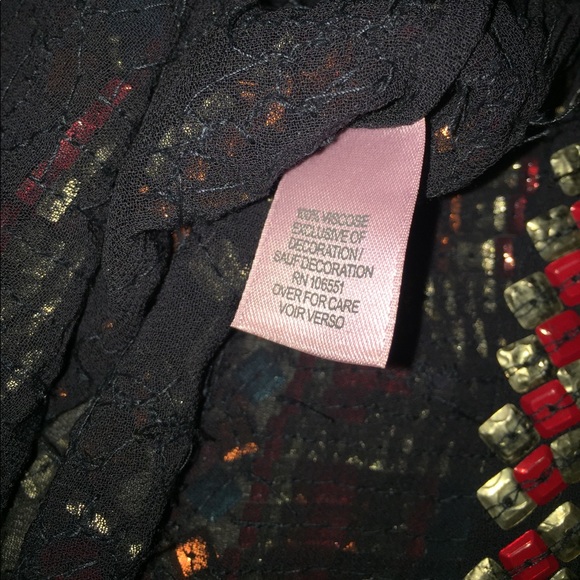 100% VISCOSE
EXCLUSIVE OF
DECORATION/
SAUF DECORATION
RN 106551
OVER FOR CARE
VOIR VERSO